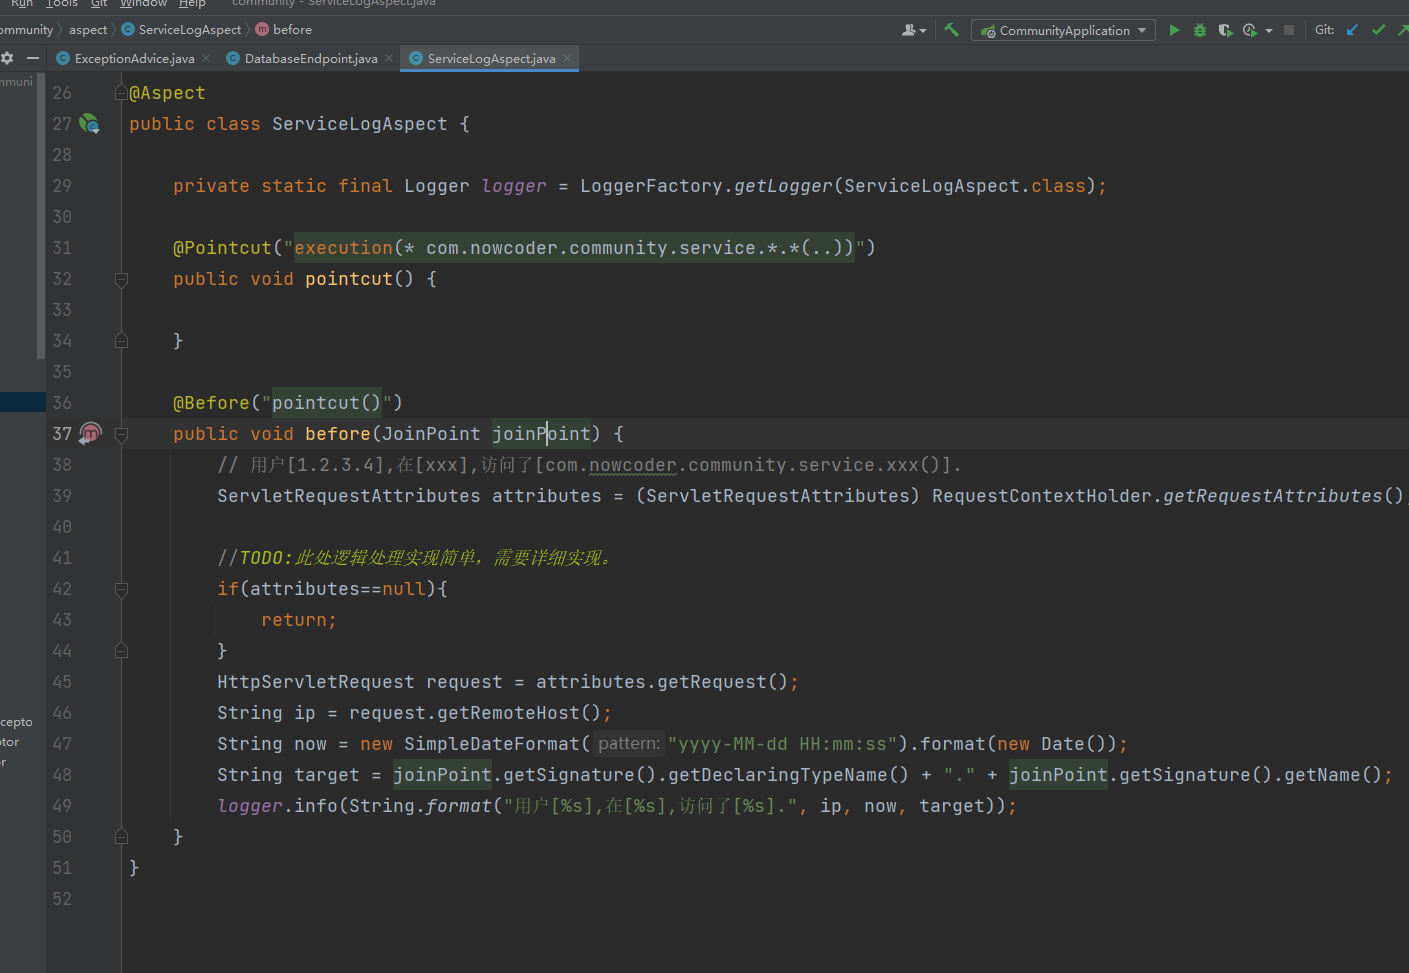 Run Tools Git Window Help community - ServiceLogAspect.java
ommunity aspect ServiceLogAspect before CommunityApplication Git:
ExceptionAdvice.java DatabaseEndpoint.java ServiceLogAspect.java
mmuni
26 @Aspect
27 public class ServiceLogAspect {
28
29 private static final Logger logger = LoggerFactory.getLogger(ServiceLogAspect.class);
30
31 @Pointcut("execution(* com.nowcoder.community.service.*.*(..))")
32 public void pointcut() {
33
34 }
35
36 @Before("pointcut()")
37 public void before(JoinPoint joinPoint) {
38 // 用户[1.2.3.4],在[xxx],访问了[com.nowcoder.community.service.xxx()].
39 ServletRequestAttributes attributes = (ServletRequestAttributes) RequestContextHolder.getRequestAttributes()
40
41 //TODO:此处逻辑处理实现简单，需要详细实现。
42 if(attributes==null){
43 return;
44 }
45 HttpServletRequest request = attributes.getRequest();
46 String ip = request.getRemoteHost();
47 String now = new SimpleDateFormat( pattern: "yyyy-MM-dd HH:mm:ss").format(new Date());
48 String target = joinPoint.getSignature().getDeclaringTypeName() + "." + joinPoint.getSignature().getName();
49 logger.info(String.format("用户[%s],在[%s],访问了[%s].", ip, now, target));
50 }
51 }
52
cepto
tor
r